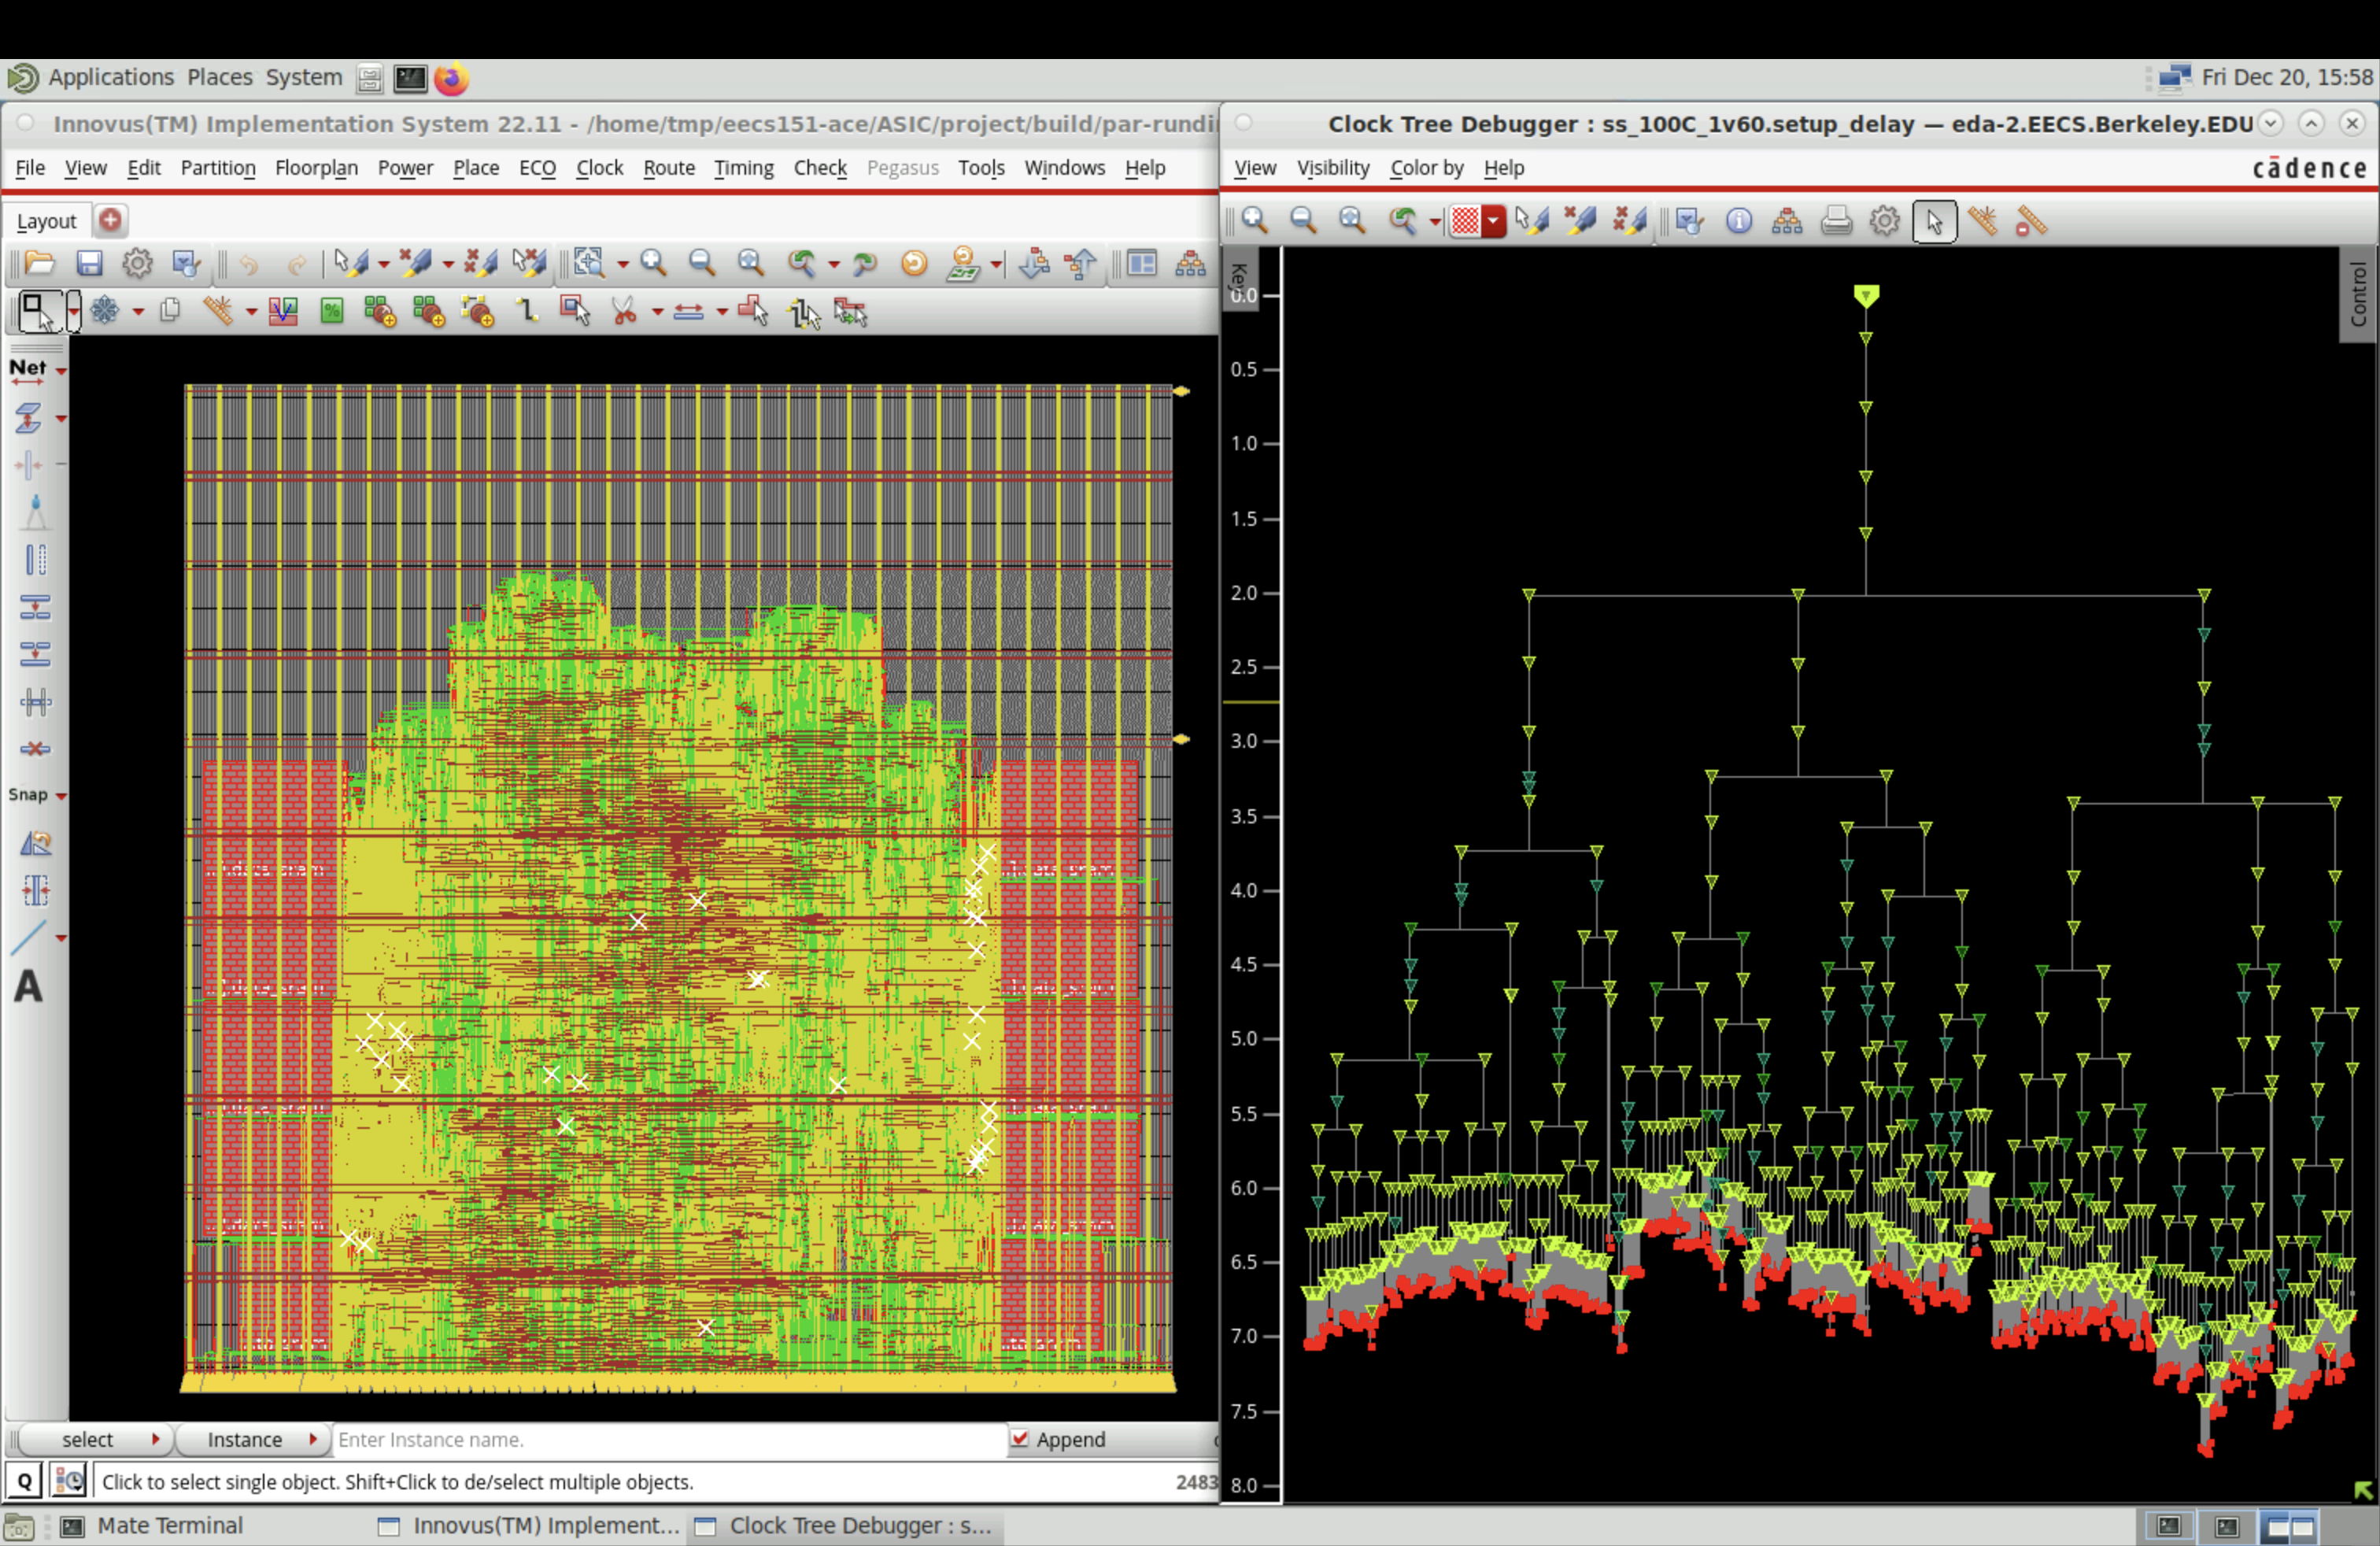 Applications Places System
Fri Dec 20, 15:58
Innovus(TM) Implementation System 22.11 - /home/tmp/eecs151-ace/ASIC/project/build/par-rundi
File View Edit Partition Floorplan Power Place ECO Clock Route Timing Check Pegasus Tools Windows Help
Layout
Net
Snap
A
select Instance Enter Instance name. Append
Q Click to select single object. Shift+Click to de/select multiple objects. 2483
Clock Tree Debugger : ss_100C_1v60.setup_delay — eda-2.EECS.Berkeley.EDU
View Visibility Color by Help
cādence
Key
Control
0.0
0.5
1.0
1.5
2.0
2.5
3.0
3.5
4.0
4.5
5.0
5.5
6.0
6.5
7.0
7.5
8.0
Mate Terminal Innovus(TM) Implement... Clock Tree Debugger : s...